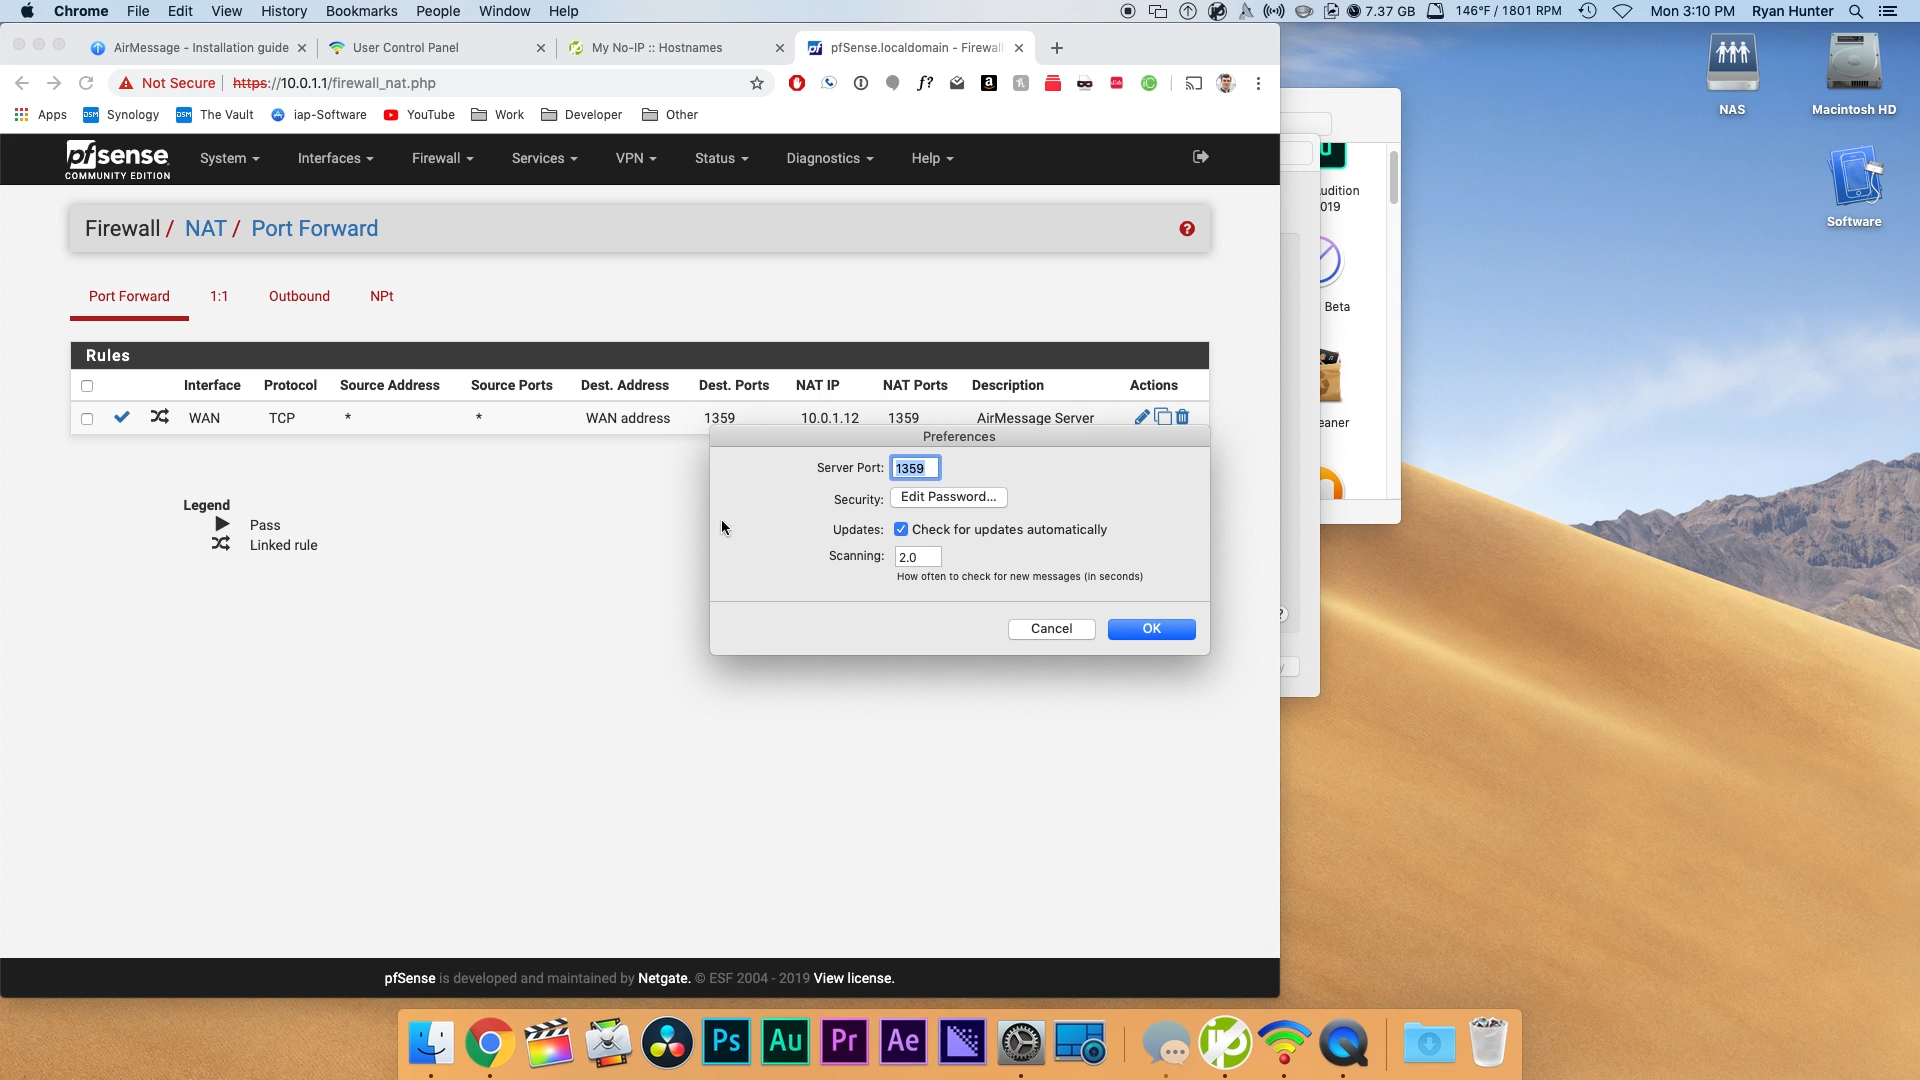 Chrome File Edit View History Bookmarks People Window Help 7.37 GB 146°F / 1801 RPM Mon 3:10 PM Ryan Hunter
AirMessage - Installation guide User Control Panel My No-IP :: Hostnames pfSense.localdomain - Firewal
Not Secure https://10.0.1.1/firewall_nat.php
Apps Synology The Vault iap-Software YouTube Work Developer Other
NAS Macintosh HD
Software
pfsense
COMMUNITY EDITION
System Interfaces Firewall Services VPN Status Diagnostics Help
udition
019
Beta
eaner
Firewall / NAT / Port Forward
Port Forward 1:1 Outbound NPt
Rules
Interface Protocol Source Address Source Ports Dest. Address Dest. Ports NAT IP NAT Ports Description Actions
WAN TCP * * WAN address 1359 10.0.1.12 1359 AirMessage Server
Preferences
Server Port: 1359
Security: Edit Password...
Updates: Check for updates automatically
Scanning: 2.0
How often to check for new messages (in seconds)
Cancel OK
Legend
Pass
Linked rule
pfSense is developed and maintained by Netgate. © ESF 2004 - 2019 View license.
Ps Au Pr Ae